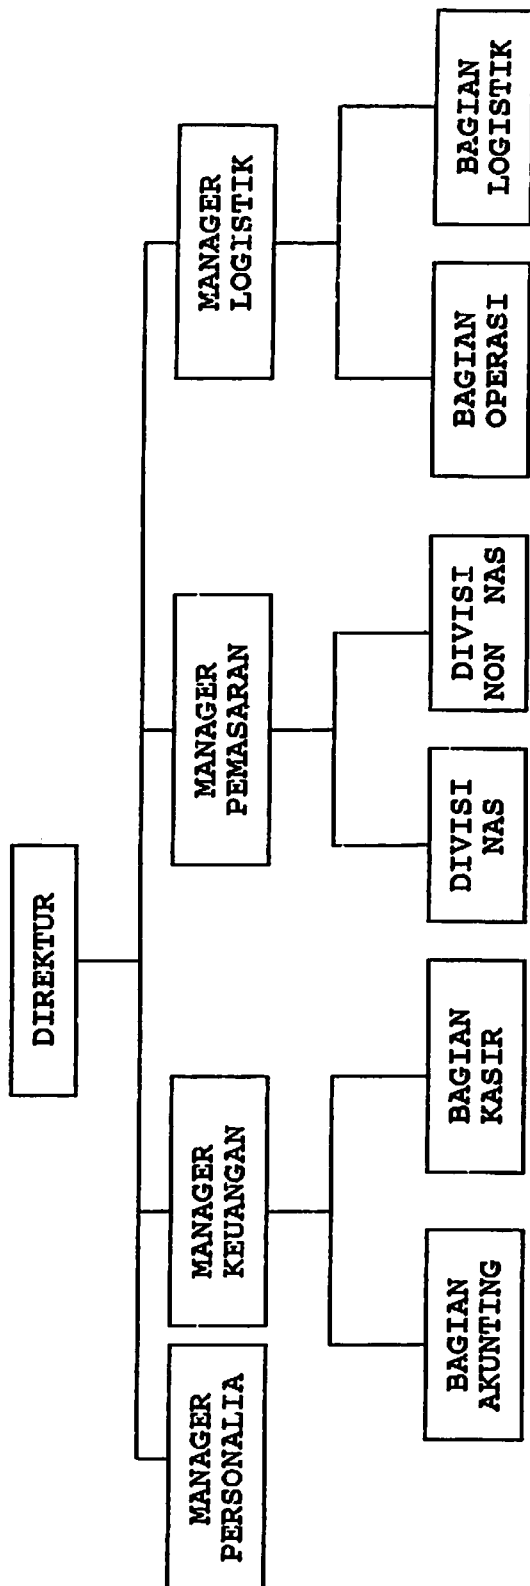 DIREKTUR
MANAGER
PERSONALIA
MANAGER
KEUANGAN
MANAGER
PEMASARAN
MANAGER
LOGISTIK
BAGIAN
AKUNTING
BAGIAN
KASIR
DIVISI
NAS
DIVISI
NON NAS
BAGIAN
OPERASI
BAGIAN
LOGISTIK